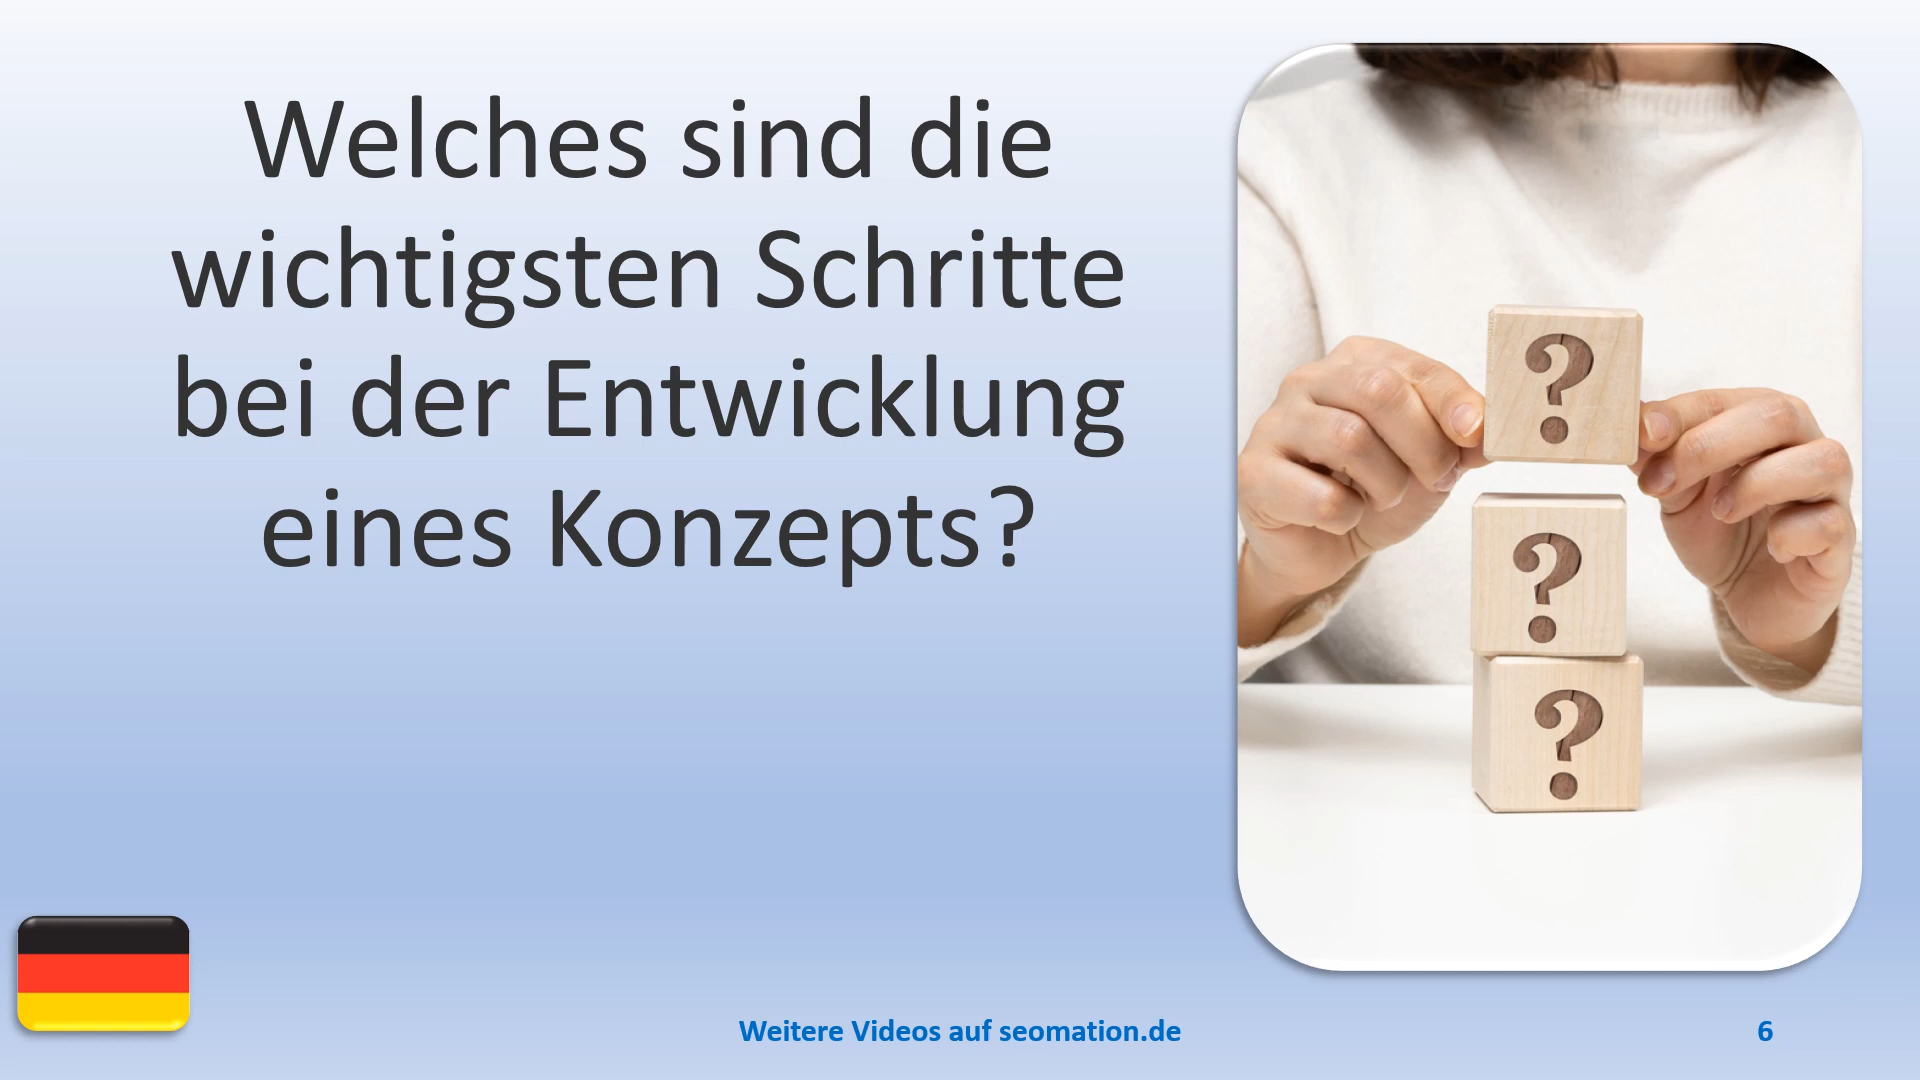 Welches sind die
wichtigsten Schritte
bei der Entwicklung
eines Konzepts?
?
?
?
Weitere Videos auf seomation.de
6